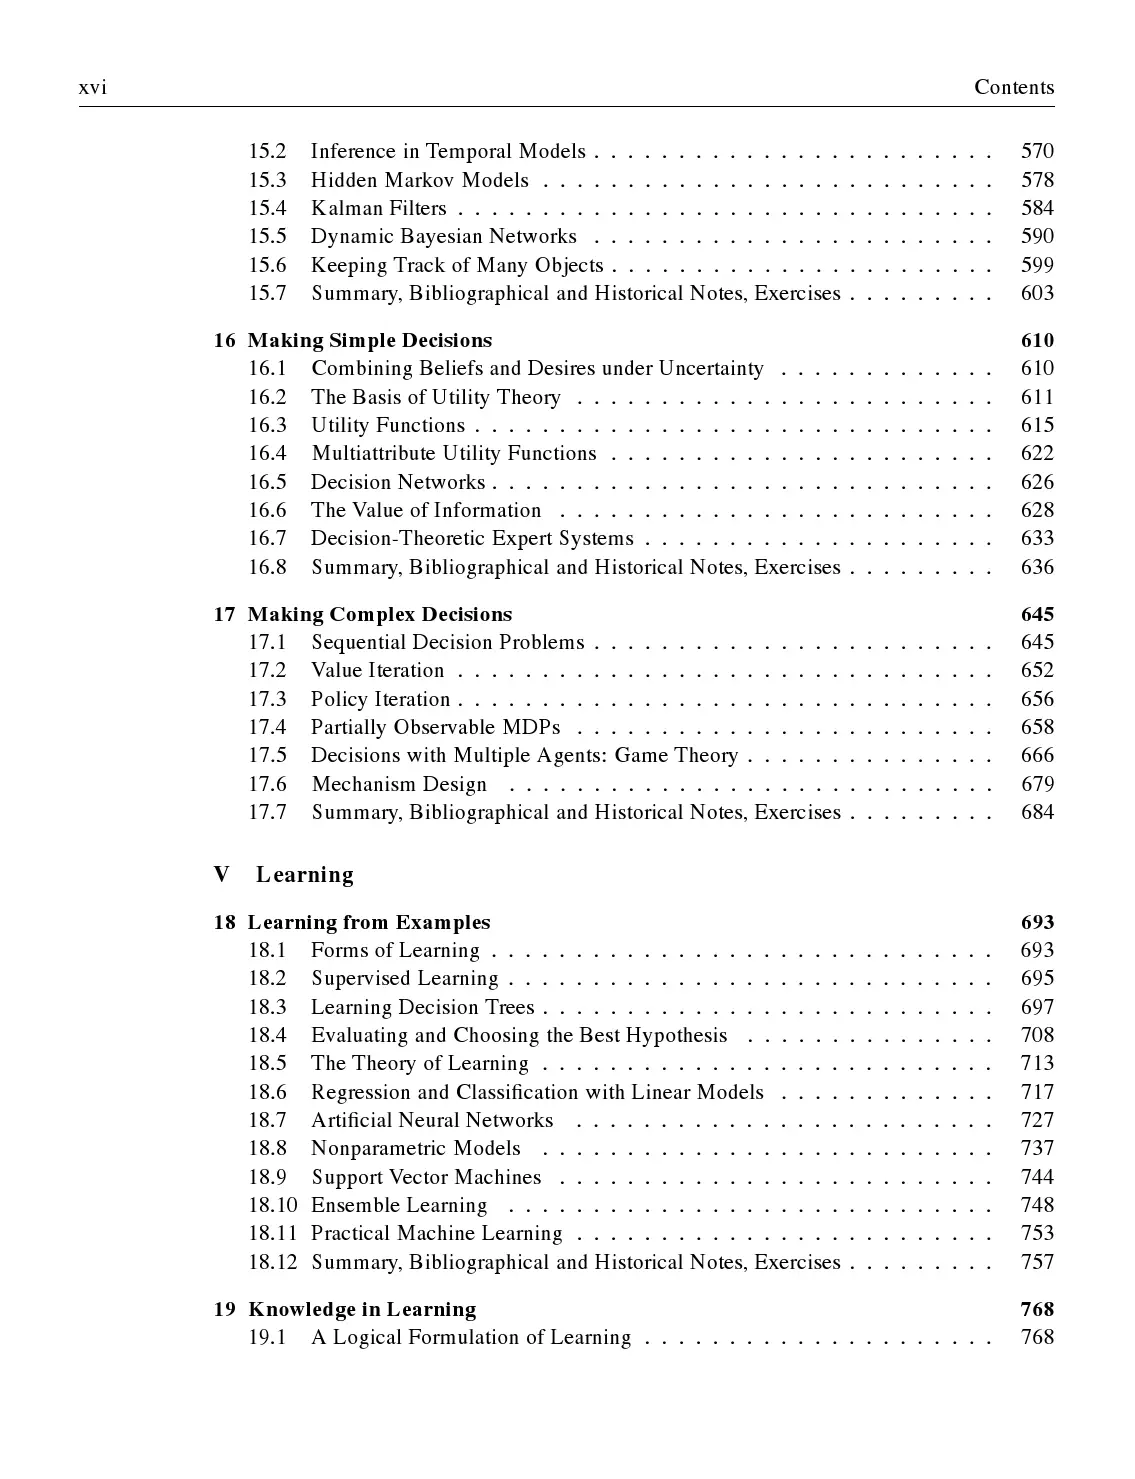 xvi Contents
15.2 Inference in Temporal Models . . . . . . . . . . . . . . . . . . . . . . . . 570
15.3 Hidden Markov Models . . . . . . . . . . . . . . . . . . . . . . . . . . . 578
15.4 Kalman Filters . . . . . . . . . . . . . . . . . . . . . . . . . . . . . . . . 584
15.5 Dynamic Bayesian Networks . . . . . . . . . . . . . . . . . . . . . . . . 590
15.6 Keeping Track of Many Objects . . . . . . . . . . . . . . . . . . . . . . . 599
15.7 Summary, Bibliographical and Historical Notes, Exercises . . . . . . . . . 603
16 Making Simple Decisions 610
16.1 Combining Beliefs and Desires under Uncertainty . . . . . . . . . . . . . 610
16.2 The Basis of Utility Theory . . . . . . . . . . . . . . . . . . . . . . . . . 611
16.3 Utility Functions . . . . . . . . . . . . . . . . . . . . . . . . . . . . . . . 615
16.4 Multiattribute Utility Functions . . . . . . . . . . . . . . . . . . . . . . . 622
16.5 Decision Networks . . . . . . . . . . . . . . . . . . . . . . . . . . . . . . 626
16.6 The Value of Information . . . . . . . . . . . . . . . . . . . . . . . . . . 628
16.7 Decision-Theoretic Expert Systems . . . . . . . . . . . . . . . . . . . . . 633
16.8 Summary, Bibliographical and Historical Notes, Exercises . . . . . . . . . 636
17 Making Complex Decisions 645
17.1 Sequential Decision Problems . . . . . . . . . . . . . . . . . . . . . . . . 645
17.2 Value Iteration . . . . . . . . . . . . . . . . . . . . . . . . . . . . . . . . 652
17.3 Policy Iteration . . . . . . . . . . . . . . . . . . . . . . . . . . . . . . . . 656
17.4 Partially Observable MDPs . . . . . . . . . . . . . . . . . . . . . . . . . 658
17.5 Decisions with Multiple Agents: Game Theory . . . . . . . . . . . . . . . 666
17.6 Mechanism Design . . . . . . . . . . . . . . . . . . . . . . . . . . . . . 679
17.7 Summary, Bibliographical and Historical Notes, Exercises . . . . . . . . . 684
V Learning
18 Learning from Examples 693
18.1 Forms of Learning . . . . . . . . . . . . . . . . . . . . . . . . . . . . . . 693
18.2 Supervised Learning . . . . . . . . . . . . . . . . . . . . . . . . . . . . . 695
18.3 Learning Decision Trees . . . . . . . . . . . . . . . . . . . . . . . . . . . 697
18.4 Evaluating and Choosing the Best Hypothesis . . . . . . . . . . . . . . . 708
18.5 The Theory of Learning . . . . . . . . . . . . . . . . . . . . . . . . . . . 713
18.6 Regression and Classification with Linear Models . . . . . . . . . . . . . 717
18.7 Artificial Neural Networks . . . . . . . . . . . . . . . . . . . . . . . . . 727
18.8 Nonparametric Models . . . . . . . . . . . . . . . . . . . . . . . . . . . 737
18.9 Support Vector Machines . . . . . . . . . . . . . . . . . . . . . . . . . . 744
18.10 Ensemble Learning . . . . . . . . . . . . . . . . . . . . . . . . . . . . . 748
18.11 Practical Machine Learning . . . . . . . . . . . . . . . . . . . . . . . . . 753
18.12 Summary, Bibliographical and Historical Notes, Exercises . . . . . . . . . 757
19 Knowledge in Learning 768
19.1 A Logical Formulation of Learning . . . . . . . . . . . . . . . . . . . . . 768